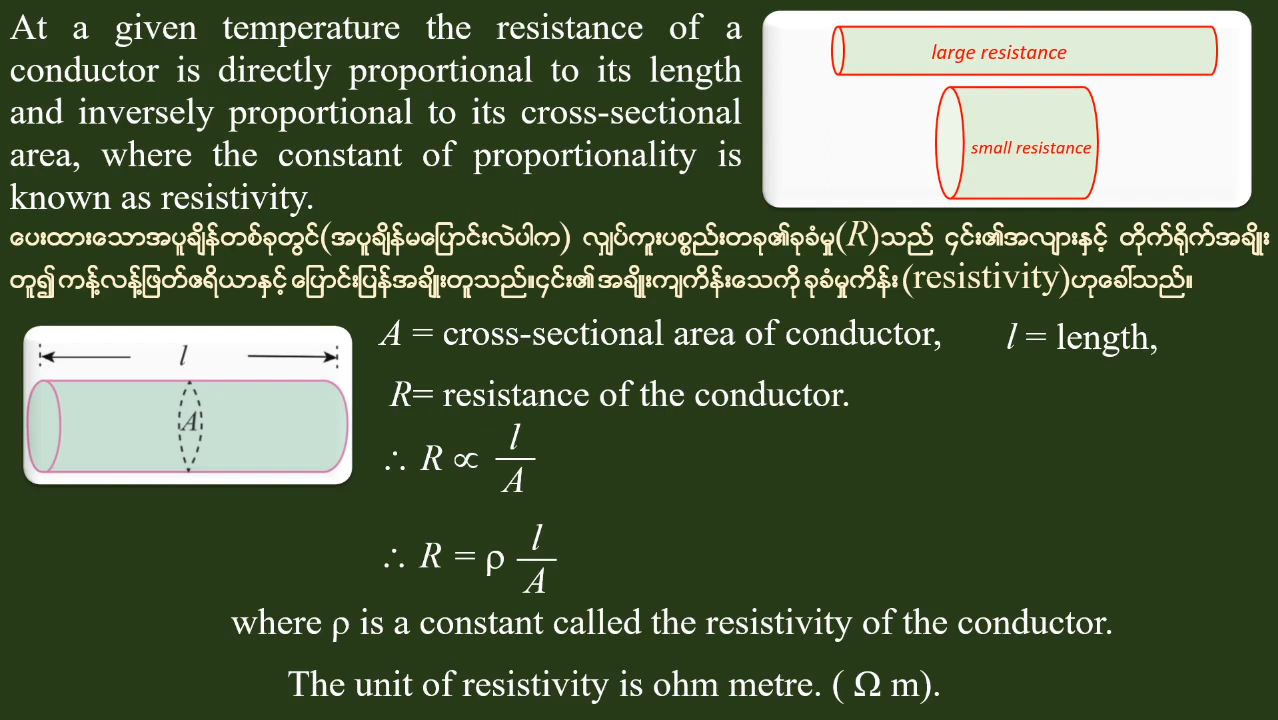 At a given temperature the resistance of a
conductor is directly proportional to its length
and inversely proportional to its cross-sectional
area, where the constant of proportionality is
known as resistivity.
large resistance
small resistance
ပေးထားသောအပူချိန်တစ်ခုတွင်(အပူချိန်မပြောင်းလဲပါက) လျှပ်ကူးပစ္စည်းတခု၏ခုခံမှု(R)သည် ၄င်း၏အလျားနှင့် တိုက်ရိုက်အချိုး
တူ၍ ကန့်လန့်ဖြတ်ဧရိယာနှင့် ပြောင်းပြန်အချိုးတူသည်။၄င်း၏ အချိုးကျကိန်းသေကို ခုခံမှုကိန်း (resistivity)ဟုခေါ်သည်။
l
A
A = cross-sectional area of conductor, l = length,
R= resistance of the conductor.
∴ R ∝ l/A
∴ R = ρ l/A
where ρ is a constant called the resistivity of the conductor.
The unit of resistivity is ohm metre. ( Ω m).